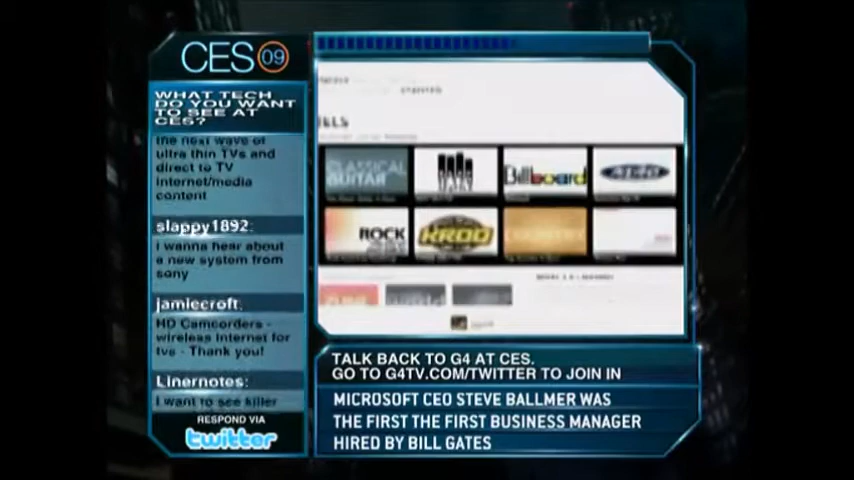 CES 09
WHAT TECH
DO YOU WANT
TO SEE AT
CES?
the next wave of
ultra thin TVs and
direct to TV
internet/media
content
slappy1892:
i wanna hear about
a new system from
sony
jamiecroft:
HD Camcorders -
wireless internet for
tvs - Thank you!
Linernotes:
I want to see killer
RESPOND VIA
twitter
CLASSICAL
GUITAR
Billboard
ROCK
KROQ
COUNTRY
world
TALK BACK TO G4 AT CES.
GO TO G4TV.COM/TWITTER TO JOIN IN
MICROSOFT CEO STEVE BALLMER WAS
THE FIRST THE FIRST BUSINESS MANAGER
HIRED BY BILL GATES